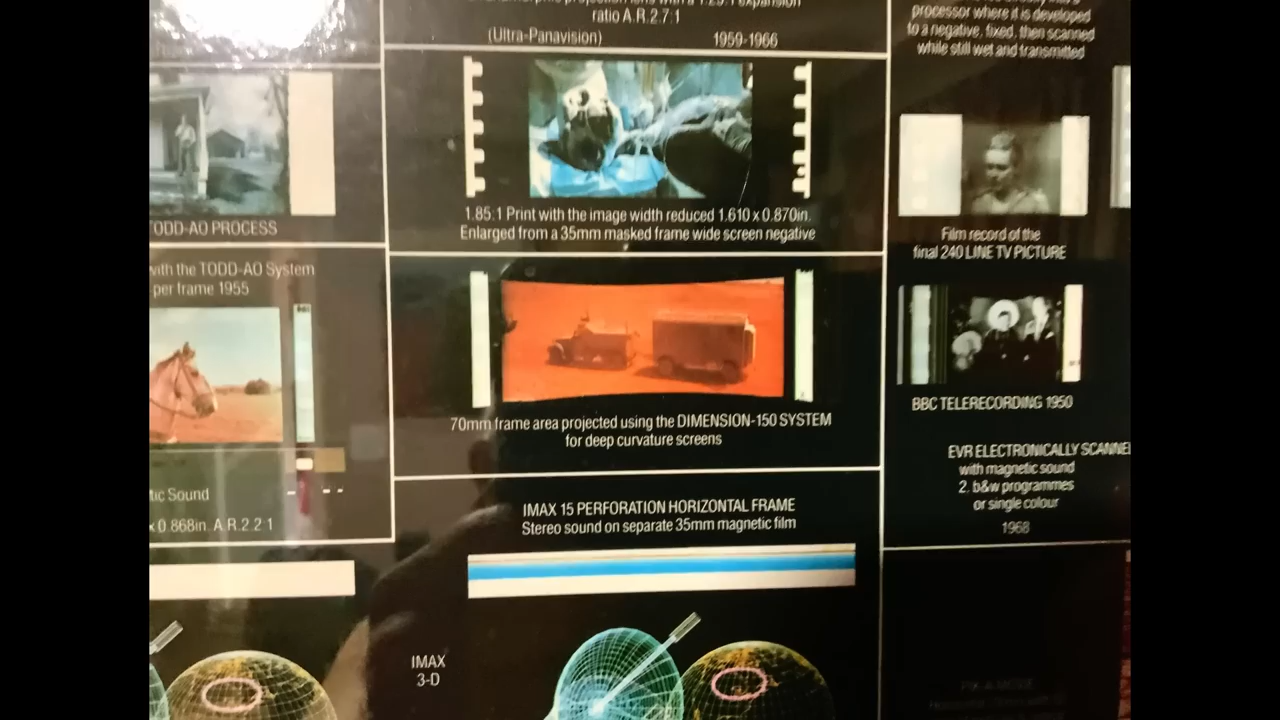 ratio A.R.2.7:1
(Ultra-Panavision) 1959-1966
1.85:1 Print with the image width reduced 1.610 x 0.870in.
Enlarged from a 35mm masked frame wide screen negative
70mm frame area projected using the DIMENSION-150 SYSTEM
for deep curvature screens
IMAX 15 PERFORATION HORIZONTAL FRAME
Stereo sound on separate 35mm magnetic film
IMAX
3-D
TODD-AO PROCESS
with the TODD-AO System
per frame 1955
Sound
x 0.868in. A.R.2.2 1
processor where it is developed
to a negative, fixed, then scanned
while still wet and transmitted
Film record of the
final 240 LINE TV PICTURE
BBC TELERECORDING 1950
EVR ELECTRONICALLY
with magnetic sound
2. b&w programmes
or single colour
1968